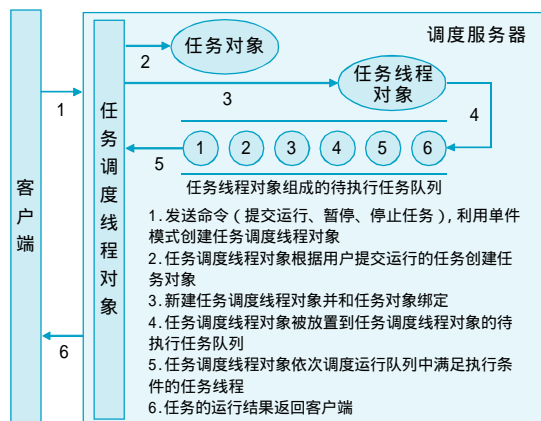 调度服务器
任务对象
2
任务线程
对象
1
3
4
任务调度线程对象
1 2 3 4 5 6
5
任务线程对象组成的待执行任务队列
客户端
1.发送命令(提交运行、暂停、停止任务),利用单件
模式创建任务调度线程对象
2.任务调度线程对象根据用户提交运行的任务创建任
务对象
3.新建任务调度线程对象并和任务对象绑定
4.任务调度线程对象被放置到任务调度线程对象的待
执行任务队列
5.任务调度线程对象依次调度运行队列中满足执行条
件的任务线程
6.任务的运行结果返回客户端
6